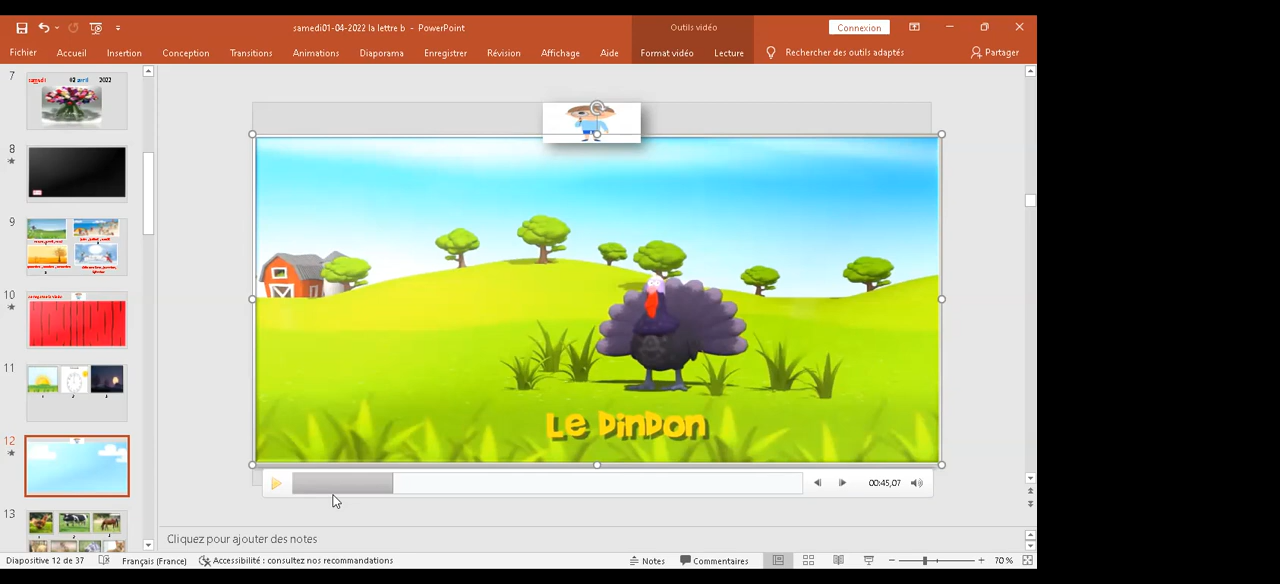 samedi01-04-2022 la lettre b - PowerPoint
Outils vidéo
Connexion
Fichier Accueil Insertion Conception Transitions Animations Diaporama Enregistrer Révision Affichage Aide Format vidéo Lecture Rechercher des outils adaptés Partager
7
samedi avril 2022
8
9
10
11
12
13
Le DinDon
00:45,07
Cliquez pour ajouter des notes
Diapositive 12 de 37 Français (France) Accessibilité : consultez nos recommandations Notes Commentaires 70 %